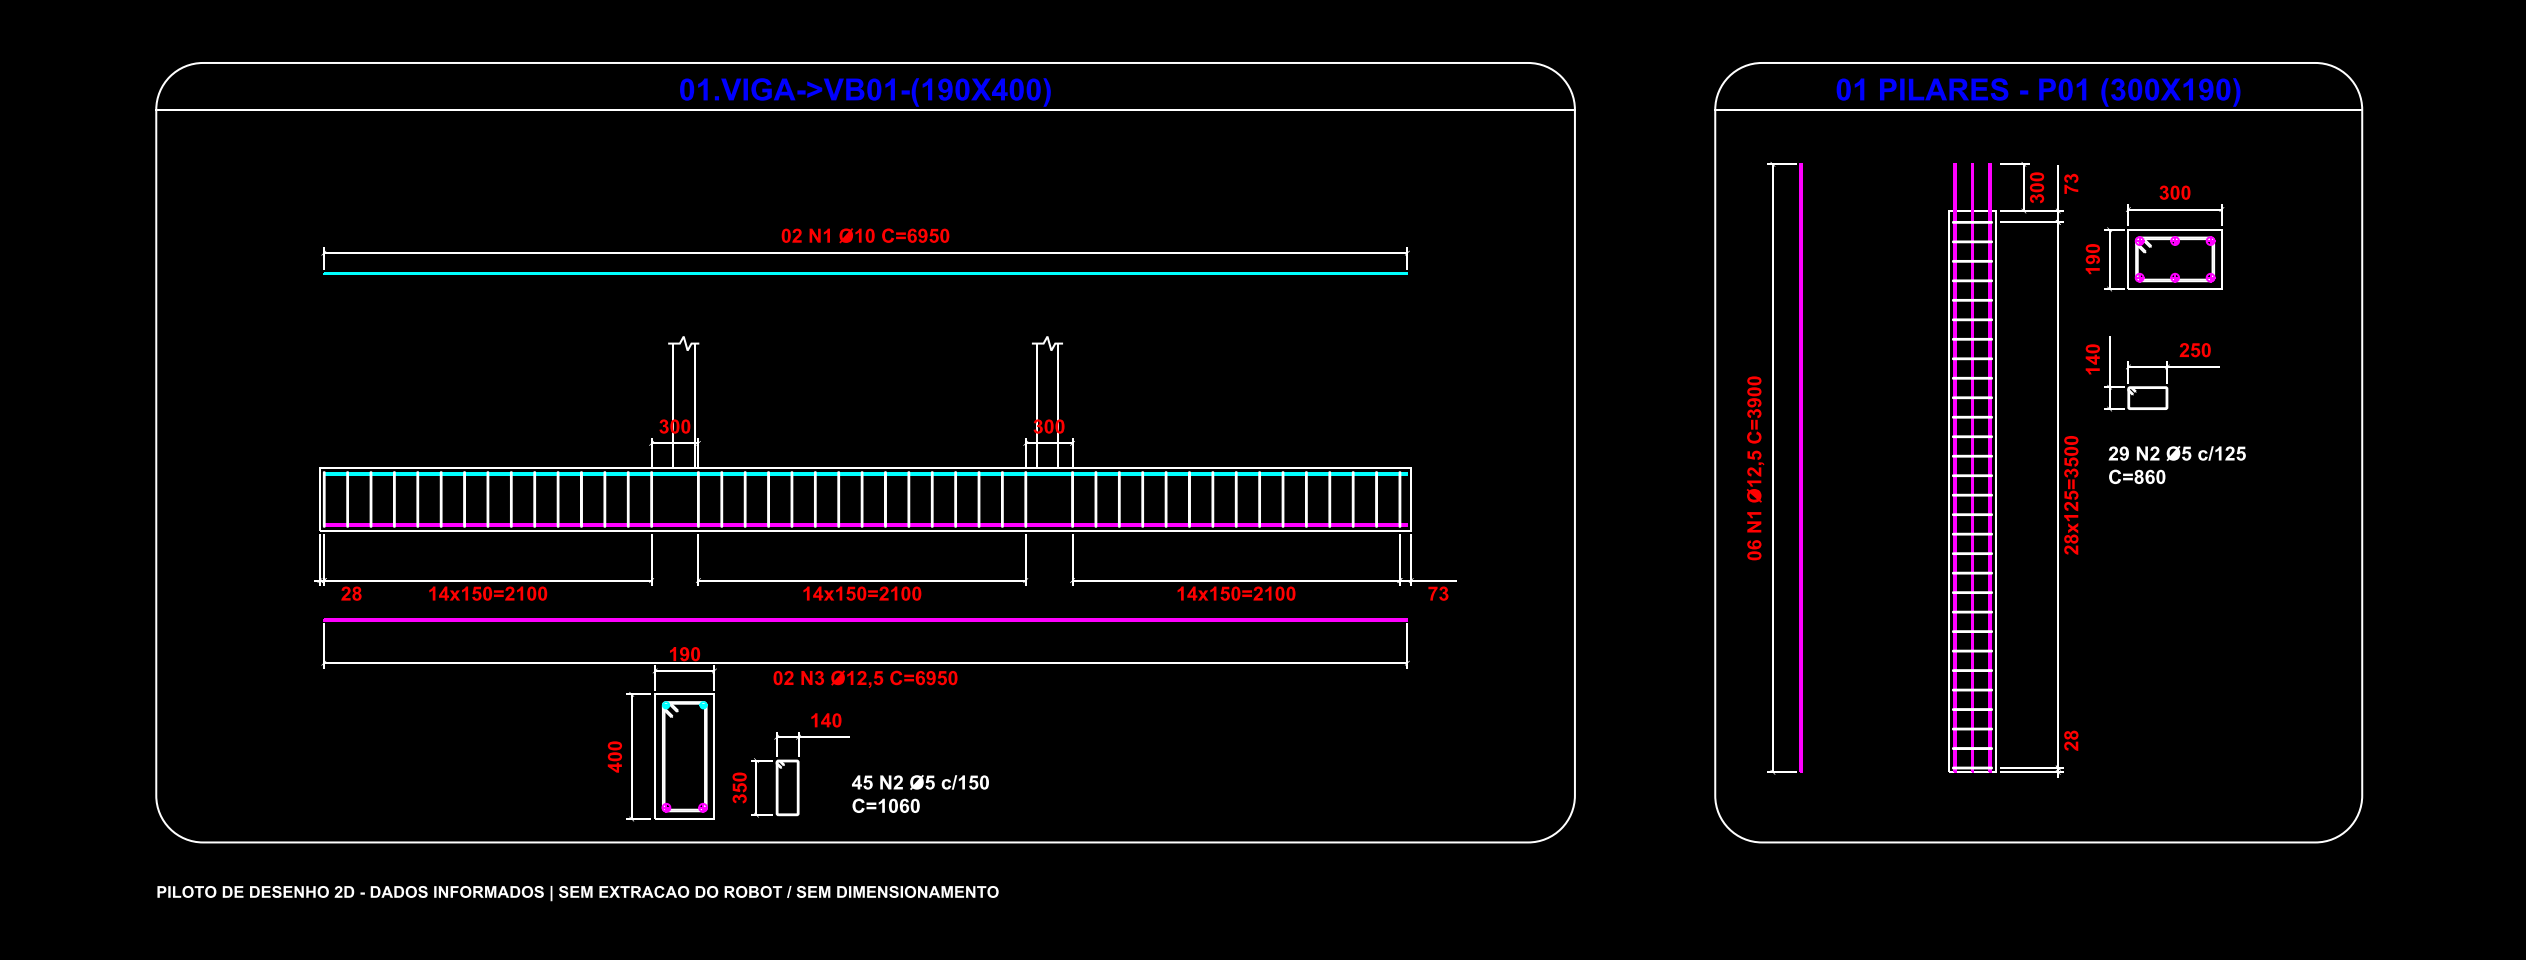 01.VIGA->VB01-(190X400)
02 N1 Ø10 C=6950
300
300
28
14x150=2100
14x150=2100
14x150=2100
73
190
02 N3 Ø12,5 C=6950
400
140
350
45 N2 Ø5 c/150
C=1060
01 PILARES - P01 (300X190)
06 N1 Ø12,5 C=3900
300
73
28x125=3500
28
300
190
140
250
29 N2 Ø5 c/125
C=860
PILOTO DE DESENHO 2D - DADOS INFORMADOS | SEM EXTRACAO DO ROBOT / SEM DIMENSIONAMENTO